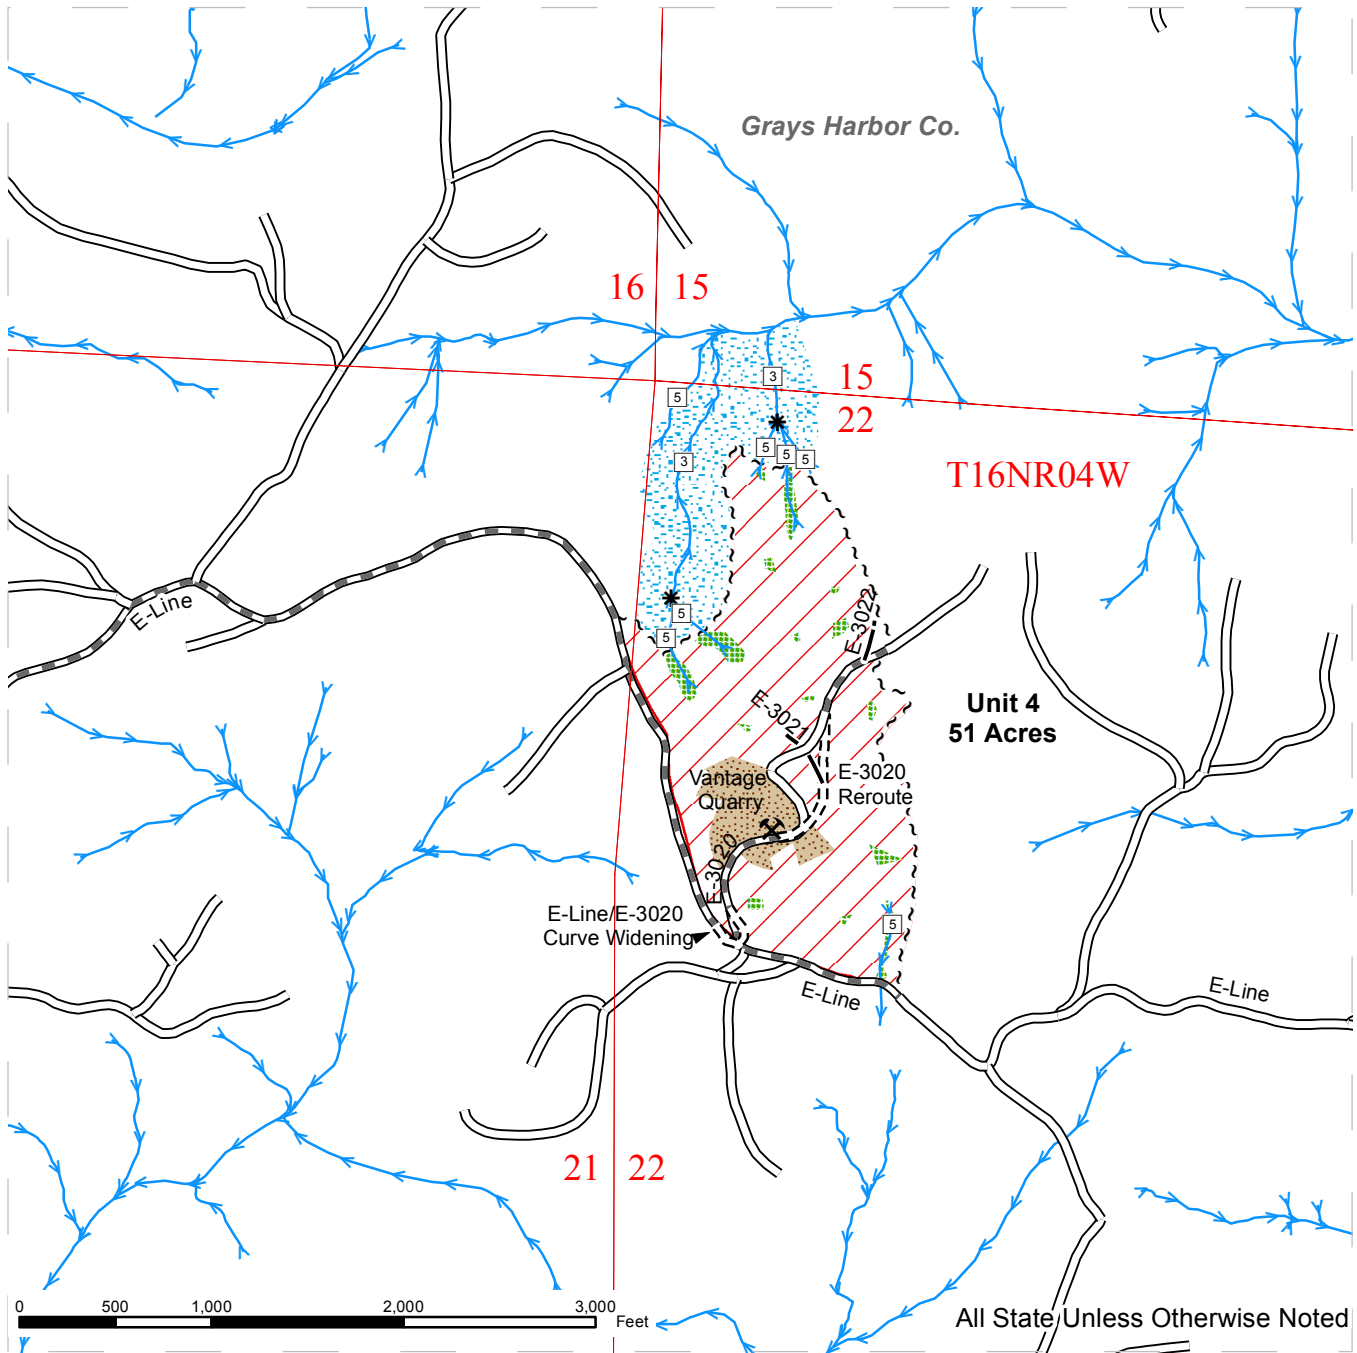 Grays Harbor Co.
16
15
15
22
3
5
T16NR04W
5
5
5
3
E-Line
5
5
E-3022
Unit 4
51 Acres
E-3021
Vantage
Quarry
E-3020
Reroute
E-3020
E-Line/E-3020
Curve Widening
5
E-Line
E-Line
21
22
0
500
1,000
2,000
3,000
Feet
All State Unless Otherwise Noted